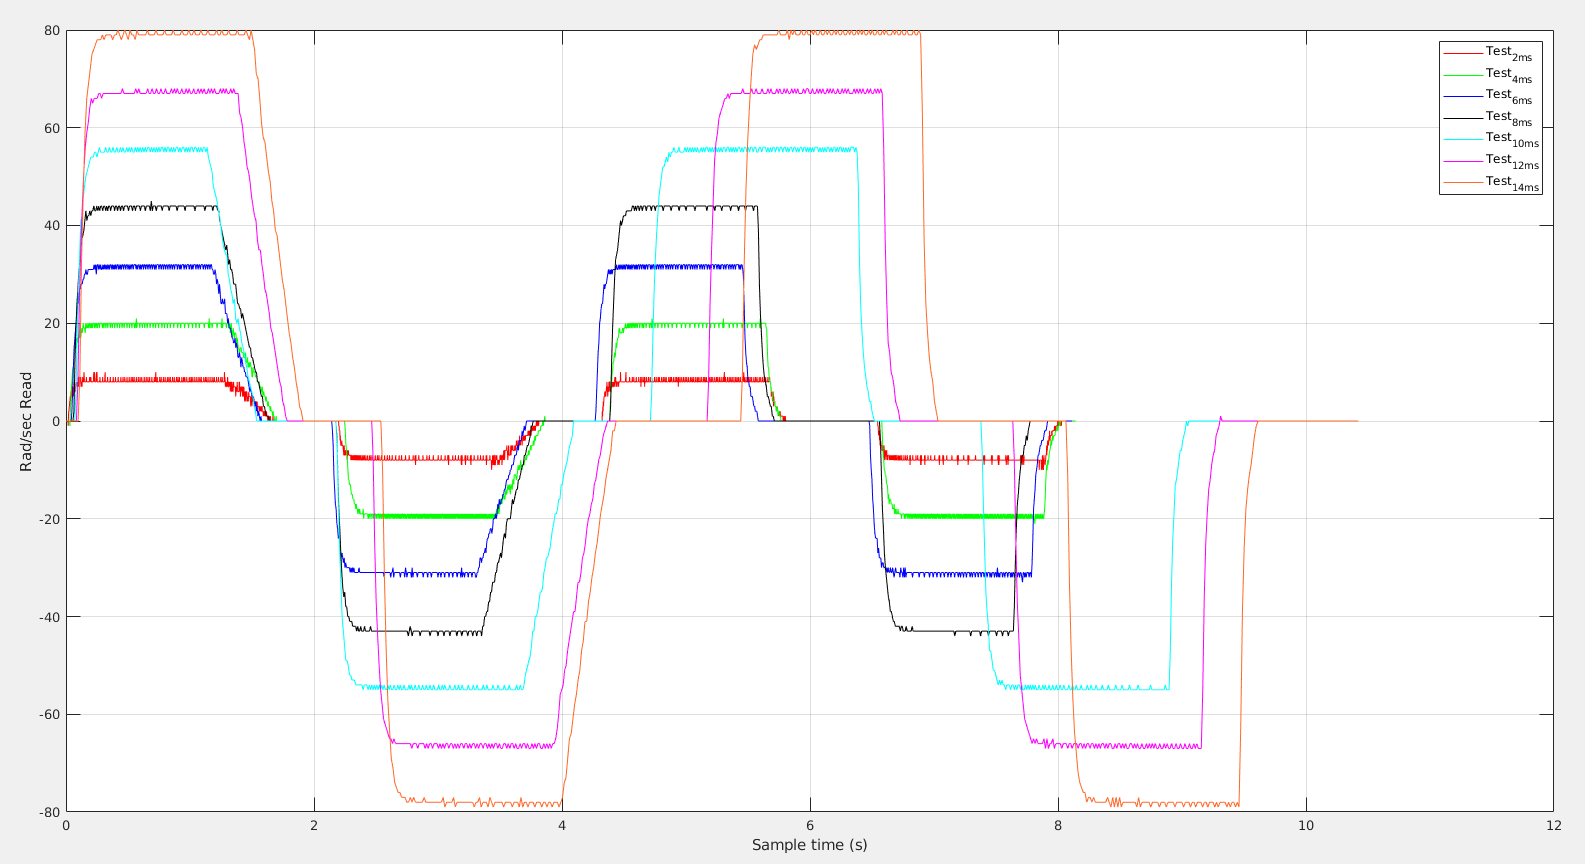 80
60
40
20
0
-20
-40
-60
-80
Rad/sec Read
0 2 4 6 8 10 12
Sample time (s)
Test2ms
Test4ms
Test6ms
Test8ms
Test10ms
Test12ms
Test14ms